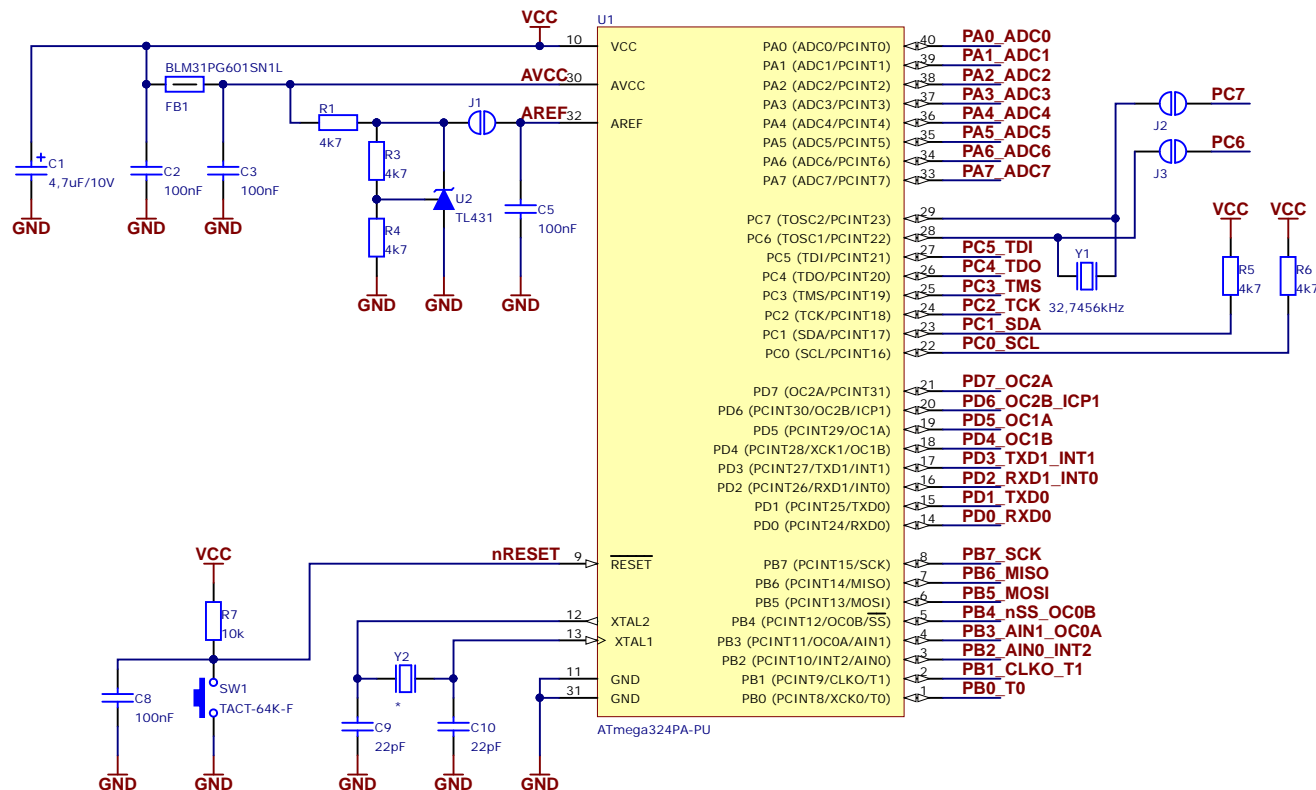 VCC
U1
10
VCC
BLM31PG601SN1L
FB1
AVCC
30
AVCC
R1
4k7
J1
AREF
32
AREF
C1
4,7uF/10V
GND
C2
100nF
GND
C3
100nF
GND
R3
4k7
R4
4k7
GND
U2
TL431
GND
C5
100nF
GND
PA0 (ADC0/PCINT0) 40 PA0_ADC0
PA1 (ADC1/PCINT1) 39 PA1_ADC1
PA2 (ADC2/PCINT2) 38 PA2_ADC2
PA3 (ADC3/PCINT3) 37 PA3_ADC3
PA4 (ADC4/PCINT4) 36 PA4_ADC4
PA5 (ADC5/PCINT5) 35 PA5_ADC5
PA6 (ADC6/PCINT6) 34 PA6_ADC6
PA7 (ADC7/PCINT7) 33 PA7_ADC7
J2
PC7
J3
PC6
PC7 (TOSC2/PCINT23) 29
PC6 (TOSC1/PCINT22) 28
PC5 (TDI/PCINT21) 27 PC5_TDI
PC4 (TDO/PCINT20) 26 PC4_TDO
PC3 (TMS/PCINT19) 25 PC3_TMS
PC2 (TCK/PCINT18) 24 PC2_TCK
PC1 (SDA/PCINT17) 23 PC1_SDA
PC0 (SCL/PCINT16) 22 PC0_SCL
Y1
32,7456kHz
VCC
R5
4k7
VCC
R6
4k7
PD7 (OC2A/PCINT31) 21 PD7_OC2A
PD6 (PCINT30/OC2B/ICP1) 20 PD6_OC2B_ICP1
PD5 (PCINT29/OC1A) 19 PD5_OC1A
PD4 (PCINT28/XCK1/OC1B) 18 PD4_OC1B
PD3 (PCINT27/TXD1/INT1) 17 PD3_TXD1_INT1
PD2 (PCINT26/RXD1/INT0) 16 PD2_RXD1_INT0
PD1 (PCINT25/TXD0) 15 PD1_TXD0
PD0 (PCINT24/RXD0) 14 PD0_RXD0
VCC
R7
10k
nRESET
9
RESET
C8
100nF
GND
SW1
TACT-64K-F
GND
12
XTAL2
13
XTAL1
Y2
*
C9
22pF
GND
C10
22pF
GND
11
GND
31
GND
GND
PB7 (PCINT15/SCK) 8 PB7_SCK
PB6 (PCINT14/MISO) 7 PB6_MISO
PB5 (PCINT13/MOSI) 6 PB5_MOSI
PB4 (PCINT12/OC0B/SS) 5 PB4_nSS_OC0B
PB3 (PCINT11/OC0A/AIN1) 4 PB3_AIN1_OC0A
PB2 (PCINT10/INT2/AIN0) 3 PB2_AIN0_INT2
PB1 (PCINT9/CLKO/T1) 2 PB1_CLKO_T1
PB0 (PCINT8/XCK0/T0) 1 PB0_T0
ATmega324PA-PU